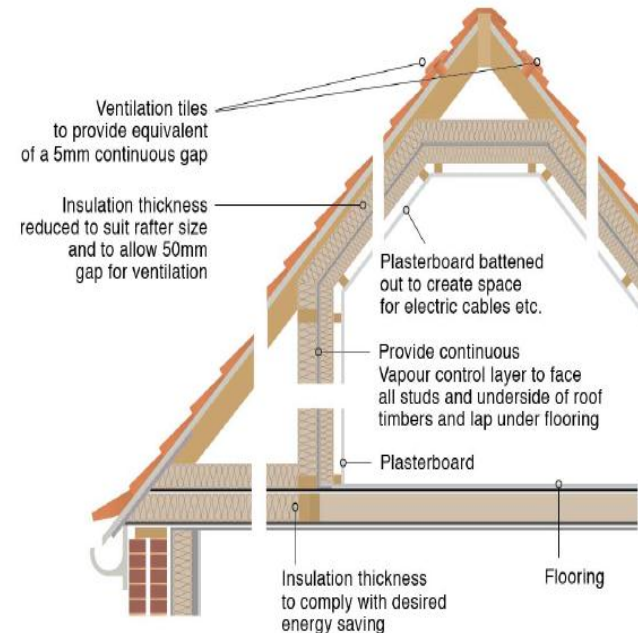 Ventilation tiles
to provide equivalent
of a 5mm continuous gap
Insulation thickness
reduced to suit rafter size
and to allow 50mm
gap for ventilation
Plasterboard battened
out to create space
for electric cables etc.
Provide continuous
Vapour control layer to face
all studs and underside of roof
timbers and lap under flooring
Plasterboard
Insulation thickness
to comply with desired
energy saving
Flooring